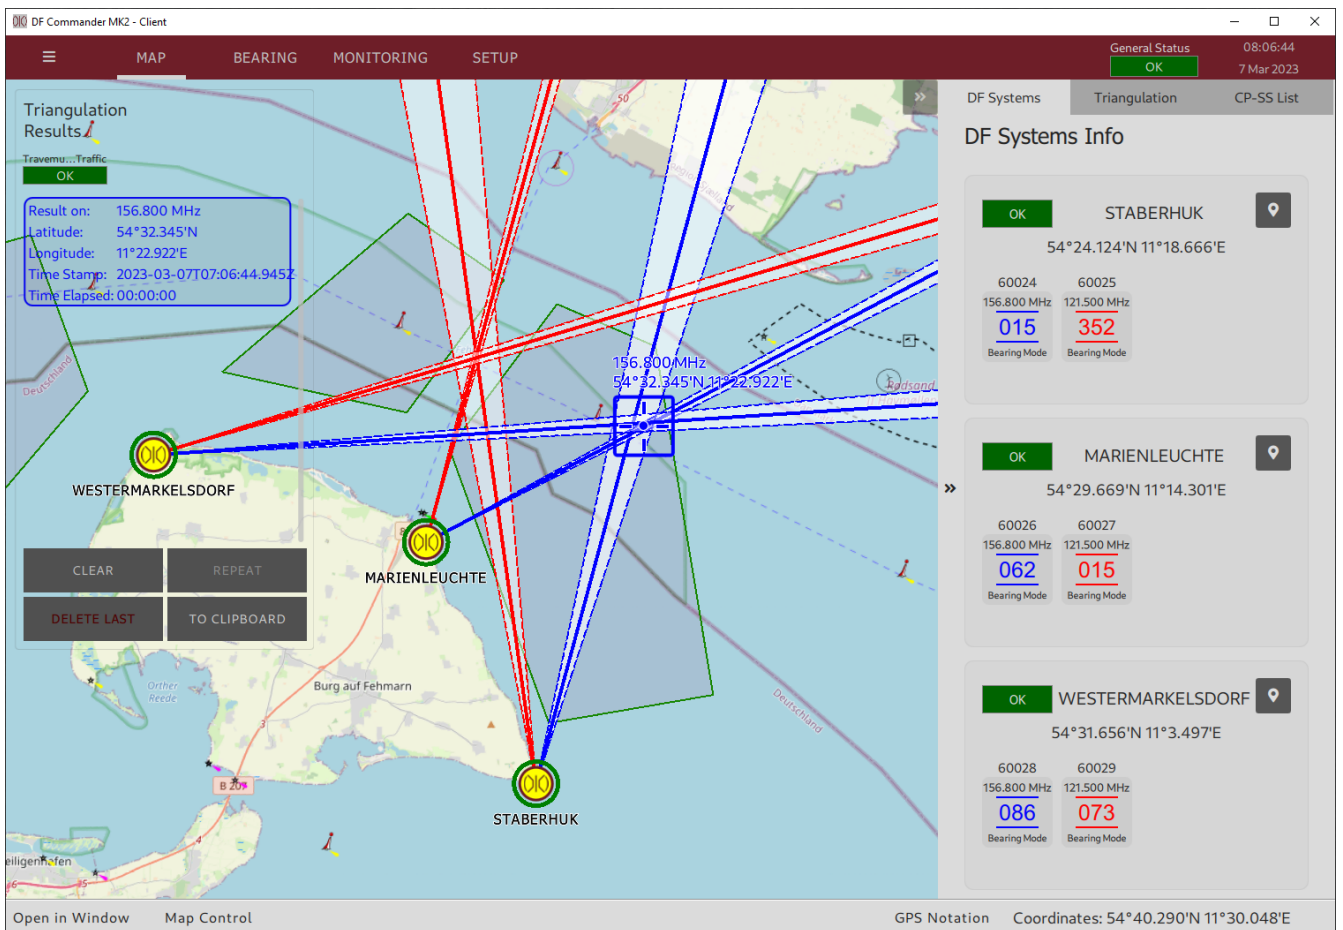 DF Commander MK2 - Client
MAP BEARING MONITORING SETUP
General Status
OK
08:06:44
7 Mar 2023
Triangulation
Results
Travemu...Traffic
OK
Result on: 156.800 MHz
Latitude: 54°32.345'N
Longitude: 11°22.922'E
Time Stamp: 2023-03-07T07:06:44.945Z
Time Elapsed: 00:00:00
CLEAR
REPEAT
DELETE LAST
TO CLIPBOARD
50
Deutschland
156.800 MHz
54°32.345'N 11°22.922'E
Rødsand
WESTERMARKELSDORF
MARIENLEUCHTE
Orther
Reede
Burg auf Fehmarn
Deutschland
3
B 207
STABERHUK
4
eiligenhafen
25
DF Systems
Triangulation
CP-SS List
DF Systems Info
OK
STABERHUK
54°24.124'N 11°18.666'E
60024 60025
156.800 MHz 121.500 MHz
015 352
Bearing Mode Bearing Mode
OK
MARIENLEUCHTE
54°29.669'N 11°14.301'E
60026 60027
156.800 MHz 121.500 MHz
062 015
Bearing Mode Bearing Mode
OK
WESTERMARKELSDORF
54°31.656'N 11°3.497'E
60028 60029
156.800 MHz 121.500 MHz
086 073
Bearing Mode Bearing Mode
Open in Window Map Control
GPS Notation Coordinates: 54°40.290'N 11°30.048'E